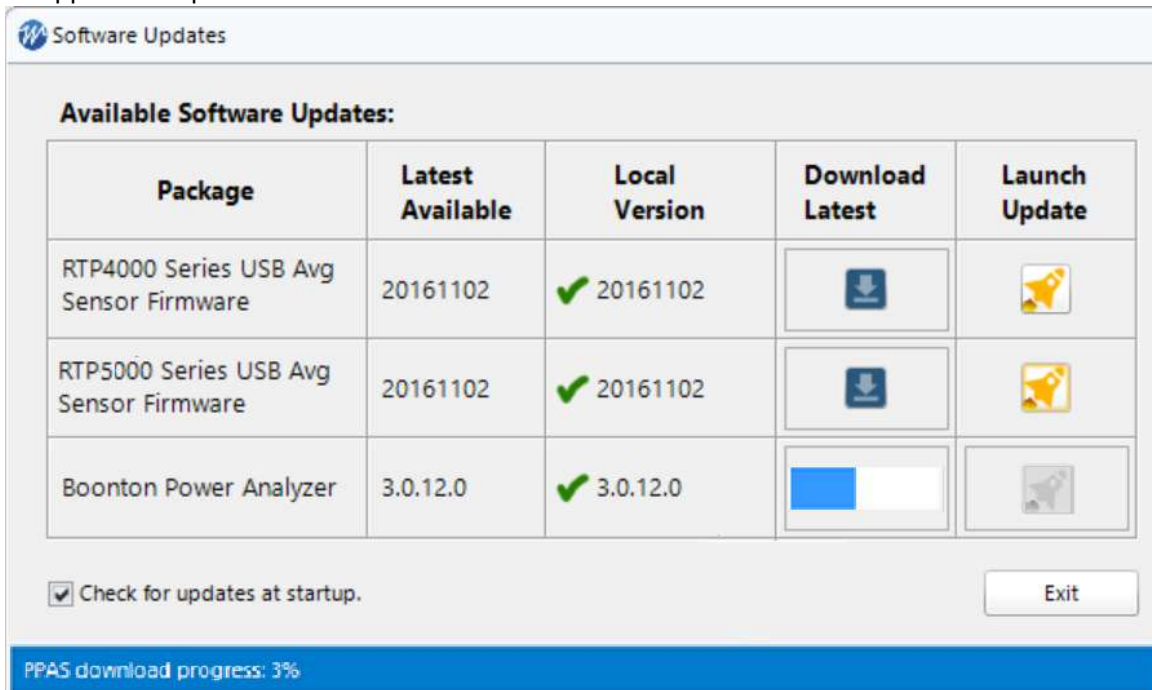 Software Updates
Available Software Updates:
Package
Latest
Available
Local
Version
Download
Latest
Launch
Update
RTP4000 Series USB Avg
Sensor Firmware
20161102
20161102
RTP5000 Series USB Avg
Sensor Firmware
20161102
20161102
Boonton Power Analyzer
3.0.12.0
3.0.12.0
Check for updates at startup.
Exit
PPAS download progress: 3%